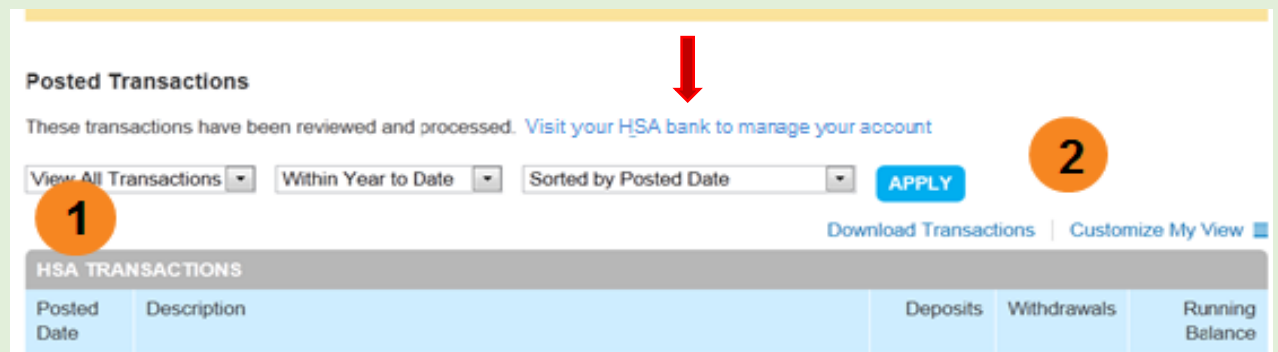 Posted Transactions
These transactions have been reviewed and processed. Visit your HSA bank to manage your account
View All Transactions Within Year to Date Sorted by Posted Date APPLY
1
2
Download Transactions | Customize My View
HSA TRANSACTIONS
Posted Date Description Deposits Withdrawals Running Balance